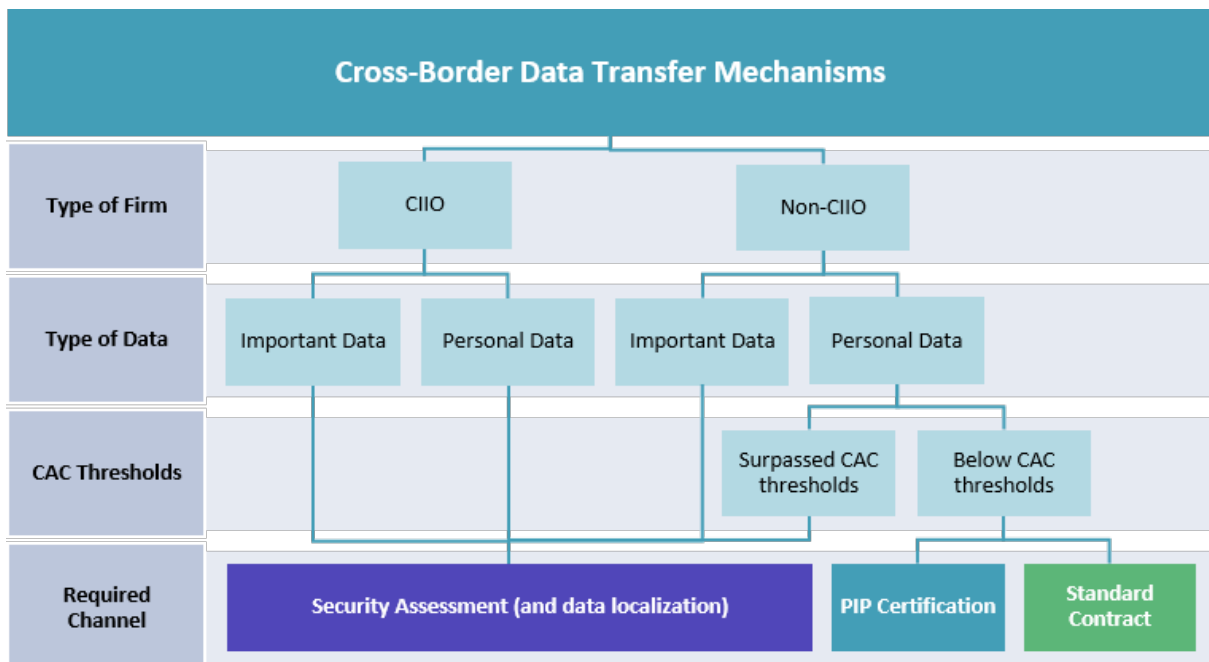 Cross-Border Data Transfer Mechanisms
Type of Firm
CIIO
Non-CIIO
Type of Data
Important Data
Personal Data
Important Data
Personal Data
CAC Thresholds
Surpassed CAC
thresholds
Below CAC
thresholds
Required
Channel
Security Assessment (and data localization)
PIP Certification
Standard
Contract